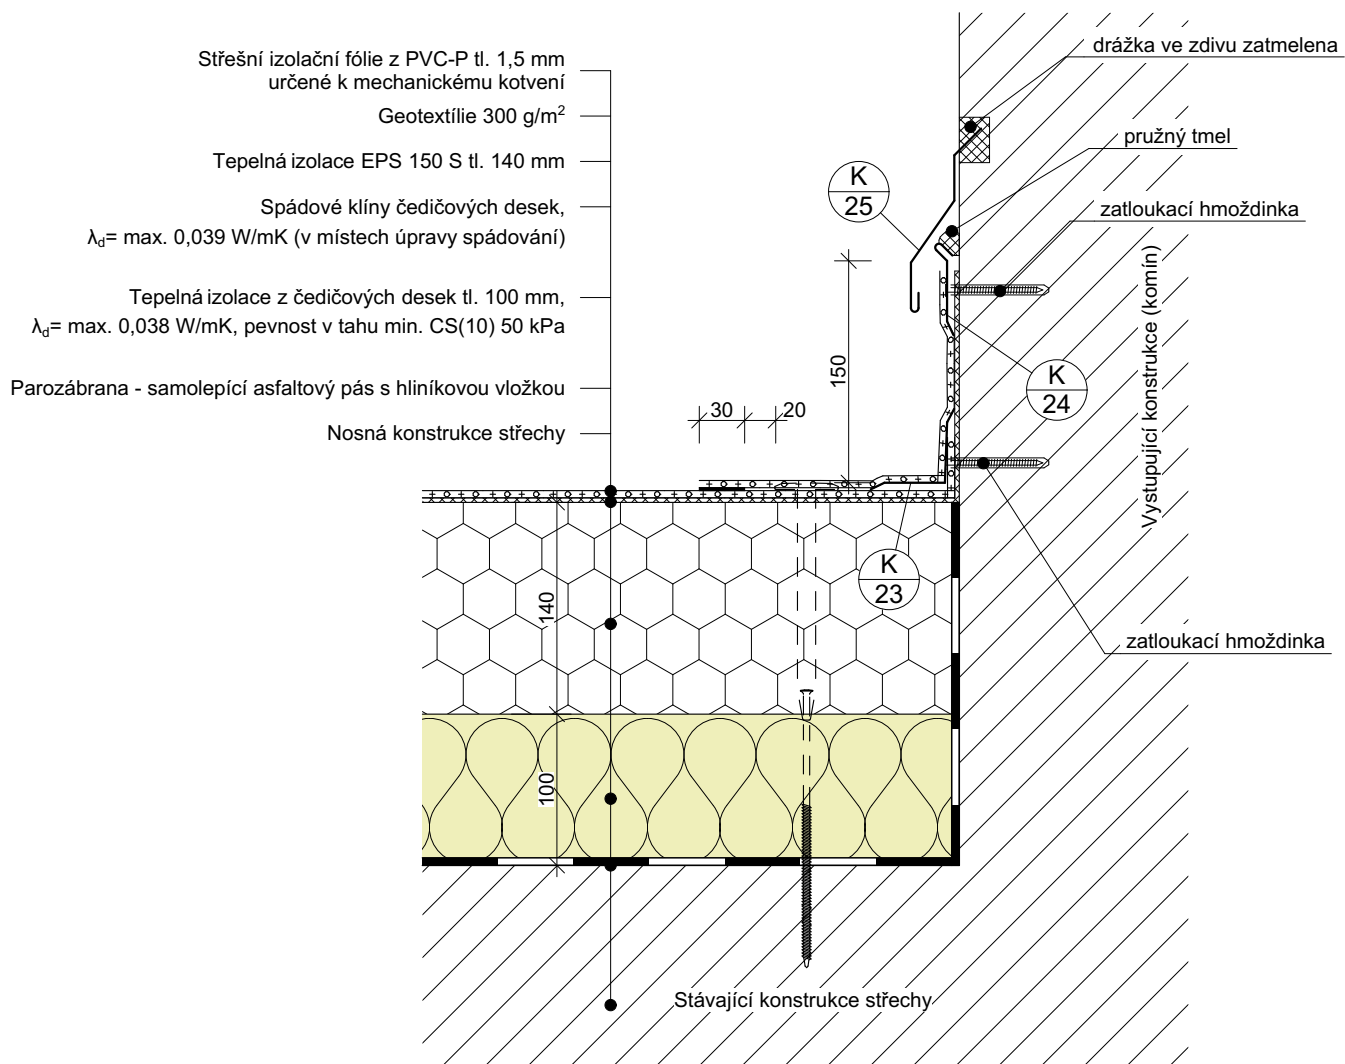 Střešní izolační fólie z PVC-P tl. 1,5 mm
určené k mechanickému kotvení
Geotextílie 300 g/m²
Tepelná izolace EPS 150 S tl. 140 mm
Spádové klíny čedičových desek,
λd= max. 0,039 W/mK (v místech úpravy spádování)
Tepelná izolace z čedičových desek tl. 100 mm,
λd= max. 0,038 W/mK, pevnost v tahu min. CS(10) 50 kPa
Parozábrana - samolepící asfaltový pás s hliníkovou vložkou
Nosná konstrukce střechy
drážka ve zdivu zatmelena
pružný tmel
zatloukací hmoždinka
K
25
150
30
20
K
24
Vystupující konstrukce (komín)
K
23
zatloukací hmoždinka
140
100
Stávající konstrukce střechy